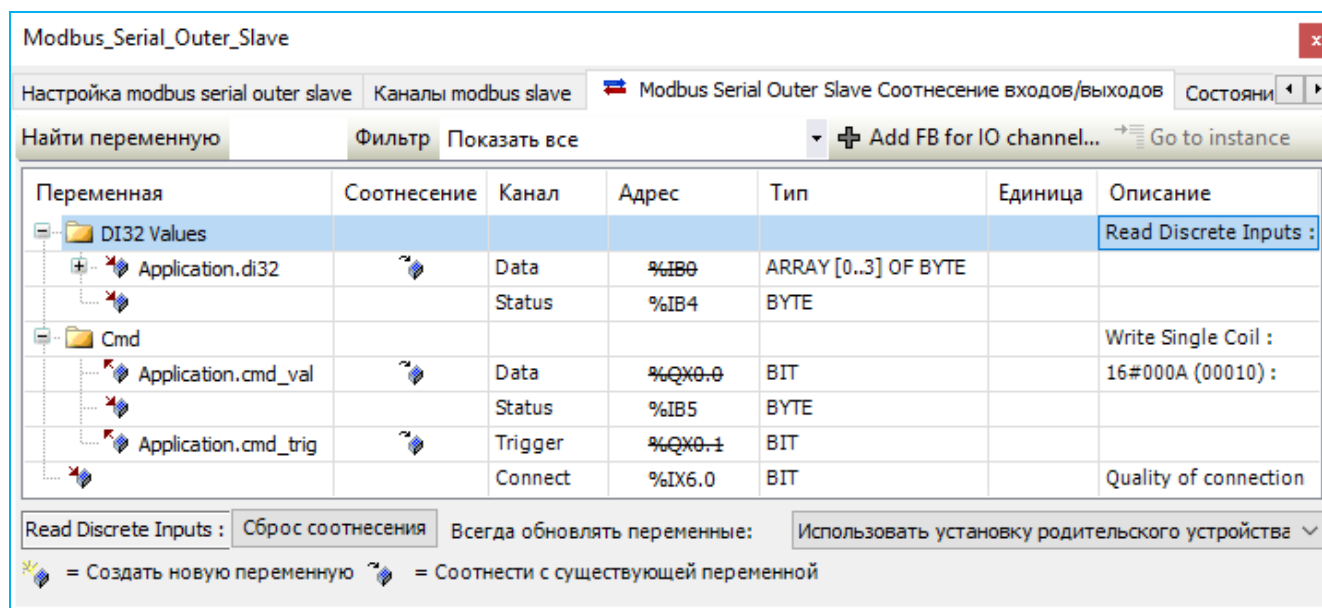 Modbus_Serial_Outer_Slave x
Настройка modbus serial outer slave Каналы modbus slave Modbus Serial Outer Slave Соотнесение входов/выходов Состояни
Найти переменную Фильтр Показать все Add FB for IO channel... Go to instance
Переменная Соотнесение Канал Адрес Тип Единица Описание
DI32 Values Read Discrete Inputs :
Application.di32 Data %IB0 ARRAY [0..3] OF BYTE
Status %IB4 BYTE
Cmd Write Single Coil :
Application.cmd_val Data %QX0.0 BIT 16#000A (00010) :
Status %IB5 BYTE
Application.cmd_trig Trigger %QX0.1 BIT
Connect %IX6.0 BIT Quality of connection
Read Discrete Inputs : Сброс соотнесения Всегда обновлять переменные: Использовать установку родительского устройства
= Создать новую переменную = Соотнести с существующей переменной